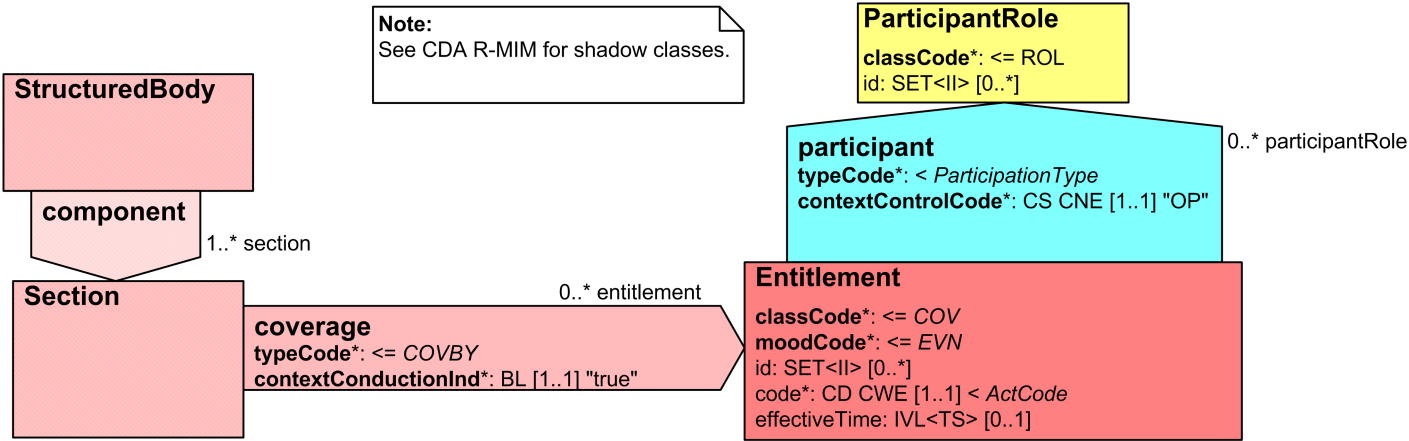 Note:
See CDA R-MIM for shadow classes.
ParticipantRole
classCode*: <= ROL
id: SET<II> [0..*]
StructuredBody
component
1..* section
participant
typeCode*: < ParticipationType
contextControlCode*: CS CNE [1..1] "OP"
0..* participantRole
Section
coverage
typeCode*: <= COVBY
contextConductionInd*: BL [1..1] "true"
0..* entitlement
Entitlement
classCode*: <= COV
moodCode*: <= EVN
id: SET<II> [0..*]
code*: CD CWE [1..1] < ActCode
effectiveTime: IVL<TS> [0..1]